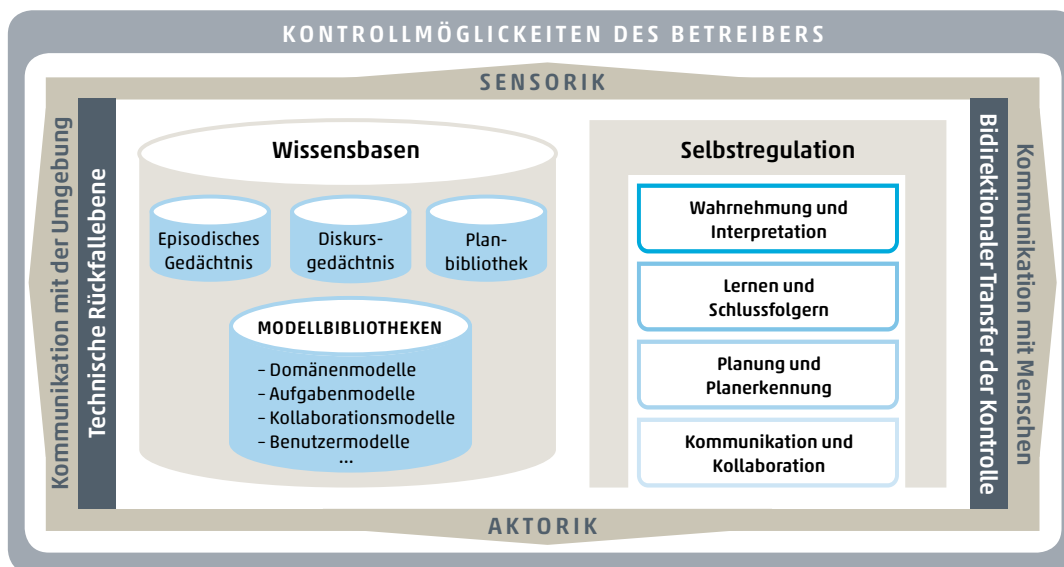 KONTROLLMÖGLICKEITEN DES BETREIBERS
SENSORIK
Kommunikation mit der Umgebung
Technische Rückfallebene
Wissensbasen
Episodisches
Gedächtnis
Diskurs-
gedächtnis
Plan-
bibliothek
MODELLBIBLIOTHEKEN
– Domänenmodelle
– Aufgabenmodelle
– Kollaborationsmodelle
– Benutzermodelle
...
Selbstregulation
Wahrnehmung und
Interpretation
Lernen und
Schlussfolgern
Planung und
Planerkennung
Kommunikation und
Kollaboration
Bidirektionaler Transfer der Kontrolle
Kommunikation mit Menschen
AKTORIK